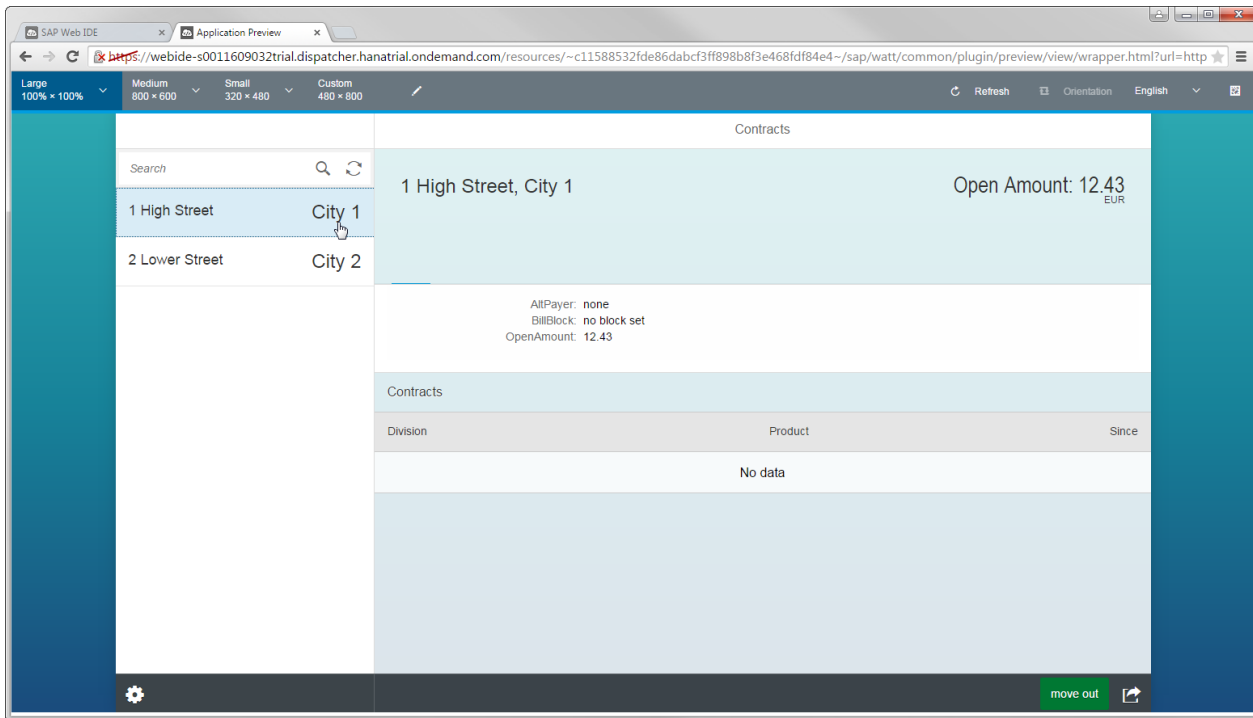 SAP Web IDE
Application Preview
https://webide-s0011609032trial.dispatcher.hanatrial.ondemand.com/resources/~c11588532fde86dabcf3ff898b8f3e468fdf84e4~/sap/watt/common/plugin/preview/view/wrapper.html?url=http
Large
100% × 100%
Medium
800 × 600
Small
320 × 480
Custom
480 × 800
Refresh
Orientation
English
Contracts
Search
1 High Street
City 1
2 Lower Street
City 2
1 High Street, City 1
Open Amount: 12.43
EUR
AltPayer: none
BillBlock: no block set
OpenAmount: 12.43
Contracts
Division Product Since
No data
move out